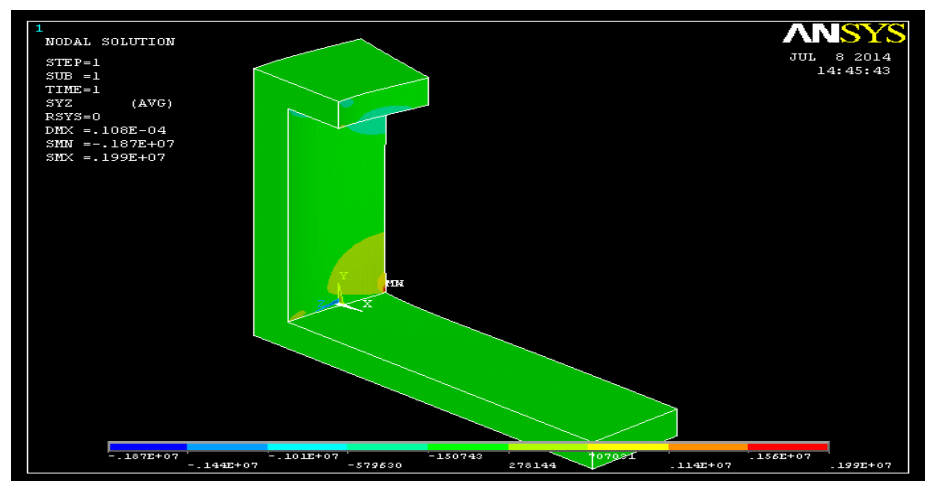 1
NODAL SOLUTION
STEP=1
SUB =1
TIME=1
SYZ (AVG)
RSYS=0
DMX =.108E-04
SMN =-.187E+07
SMX =.199E+07
ANSYS
JUL 8 2014
14:45:43
Y
MN
Z X
-.187E+07 -.101E+07 -150743 707031 .156E+07
-.144E+07 -579630 278144 .114E+07 .199E+07